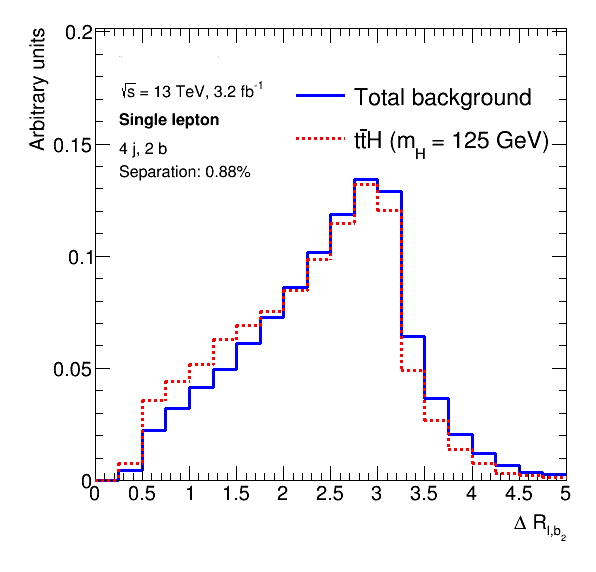 Arbitrary units
0.2
0.15
0.1
0.05
0
√s = 13 TeV, 3.2 fb⁻¹
Single lepton
4 j, 2 b
Separation: 0.88%
Total background
tt̄H (m_H = 125 GeV)
0 0.5 1 1.5 2 2.5 3 3.5 4 4.5 5
Δ R_l,b₂